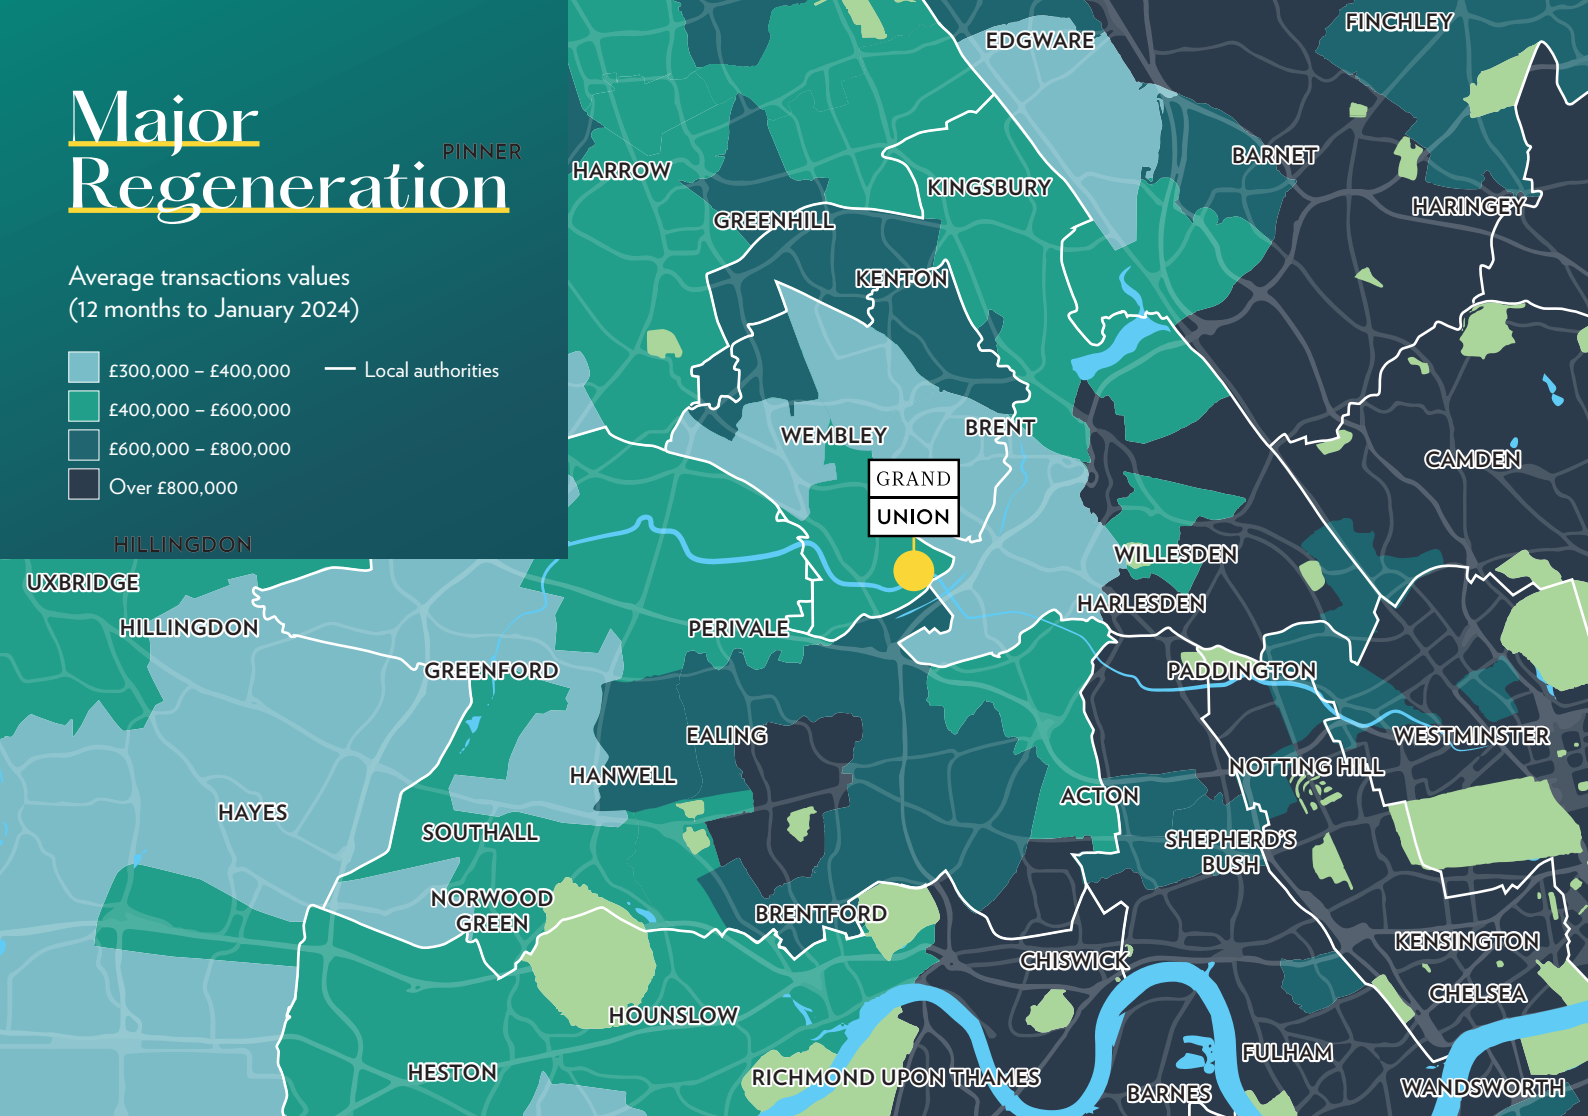 Major
Regeneration
PINNER
Average transactions values
(12 months to January 2024)
£300,000 – £400,000
£400,000 – £600,000
£600,000 – £800,000
Over £800,000
Local authorities
HILLINGDON
FINCHLEY
EDGWARE
BARNET
HARROW
KINGSBURY
HARINGEY
GREENHILL
KENTON
WEMBLEY
BRENT
CAMDEN
GRAND
UNION
WILLESDEN
UXBRIDGE
HARLESDEN
HILLINGDON
PERIVALE
GREENFORD
PADDINGTON
EALING
WESTMINSTER
HANWELL
NOTTING HILL
ACTON
HAYES
SOUTHALL
SHEPHERD'S
BUSH
NORWOOD
GREEN
BRENTFORD
KENSINGTON
CHISWICK
CHELSEA
HOUNSLOW
FULHAM
HESTON
RICHMOND UPON THAMES
BARNES
WANDSWORTH